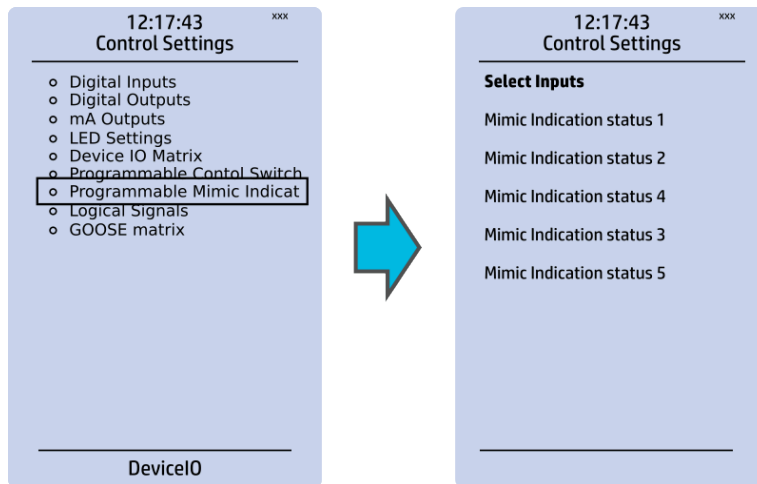 12:17:43
xxx
Control Settings
Digital Inputs
Digital Outputs
mA Outputs
LED Settings
Device IO Matrix
Programmable Contol Switch
Programmable Mimic Indicat
Logical Signals
GOOSE matrix
DeviceIO
12:17:43
xxx
Control Settings
Select Inputs
Mimic Indication status 1
Mimic Indication status 2
Mimic Indication status 4
Mimic Indication status 3
Mimic Indication status 5